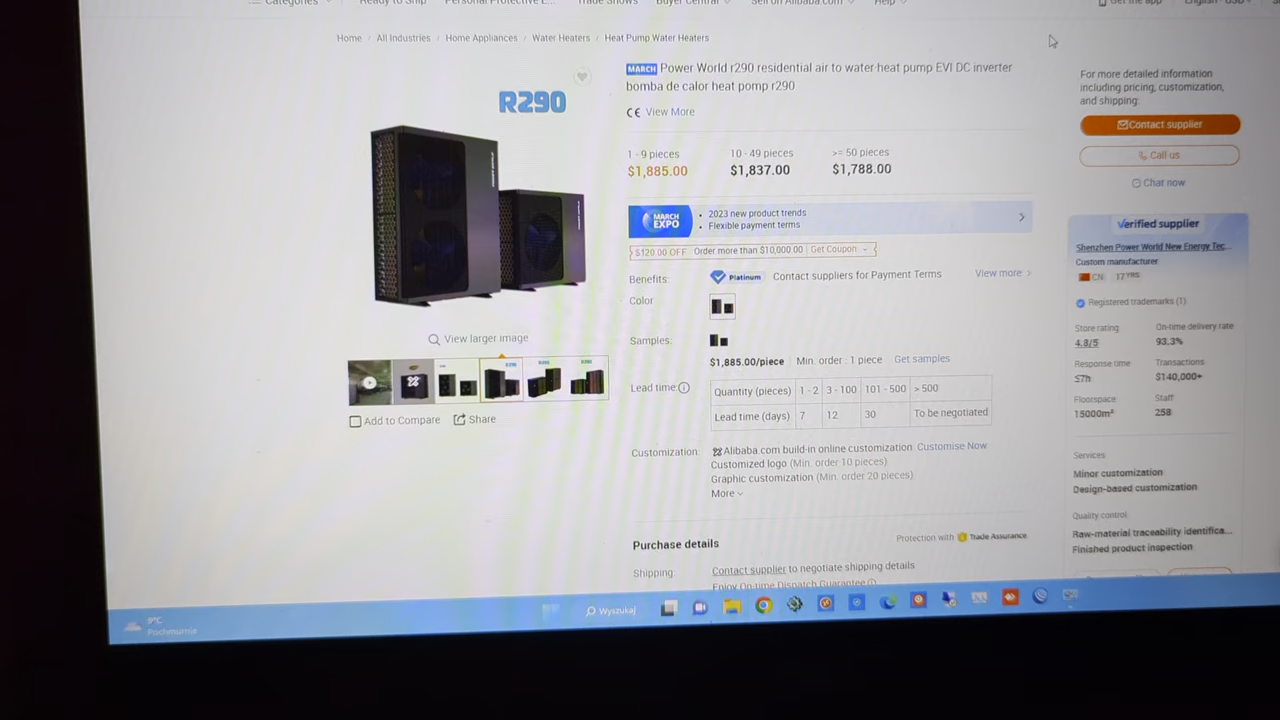 Categories
Ready to Ship
Personal Protective E...
Trade Shows
Buyer Central
Sell on Alibaba.com
Help
Get the app
English - USD
Home / All Industries / Home Appliances / Water Heaters / Heat Pump Water Heaters
R290
MARCH Power World r290 residential air to water heat pump EVI DC inverter
bomba de calor heat pomp r290
CE View More
1 - 9 pieces 10 - 49 pieces >= 50 pieces
$1,885.00 $1,837.00 $1,788.00
MARCH
EXPO
• 2023 new product trends
• Flexible payment terms
$120.00 OFF Order more than $10,000.00 Get Coupon
Benefits: Platinum Contact suppliers for Payment Terms View more
Color
Samples:
$1,885.00/piece Min. order : 1 piece Get samples
Lead time:
Quantity (pieces) 1 - 2 3 - 100 101 - 500 > 500
Lead time (days) 7 12 30 To be negotiated
Customization: Alibaba.com build-in online customization Customise Now
Customized logo (Min. order 10 pieces)
Graphic customization (Min. order 20 pieces)
More
Purchase details
Protection with Trade Assurance
Shipping: Contact supplier to negotiate shipping details
Enjoy On-time Dispatch Guarantee
View larger image
Add to Compare Share
For more detailed information
including pricing, customization,
and shipping:
Contact supplier
Call us
Chat now
Verified supplier
Shenzhen Power World New Energy Tec...
Custom manufacturer
CN 17 YRS
Registered trademarks (1)
Store rating On-time delivery rate
4.8/5 93.3%
Response time Transactions
≤7h $140,000+
Floorspace Staff
15000m² 258
Services
Minor customization
Design-based customization
Quality control
Raw-material traceability identifica...
Finished product inspection
9°C
Pochmurnie
Wyszukaj